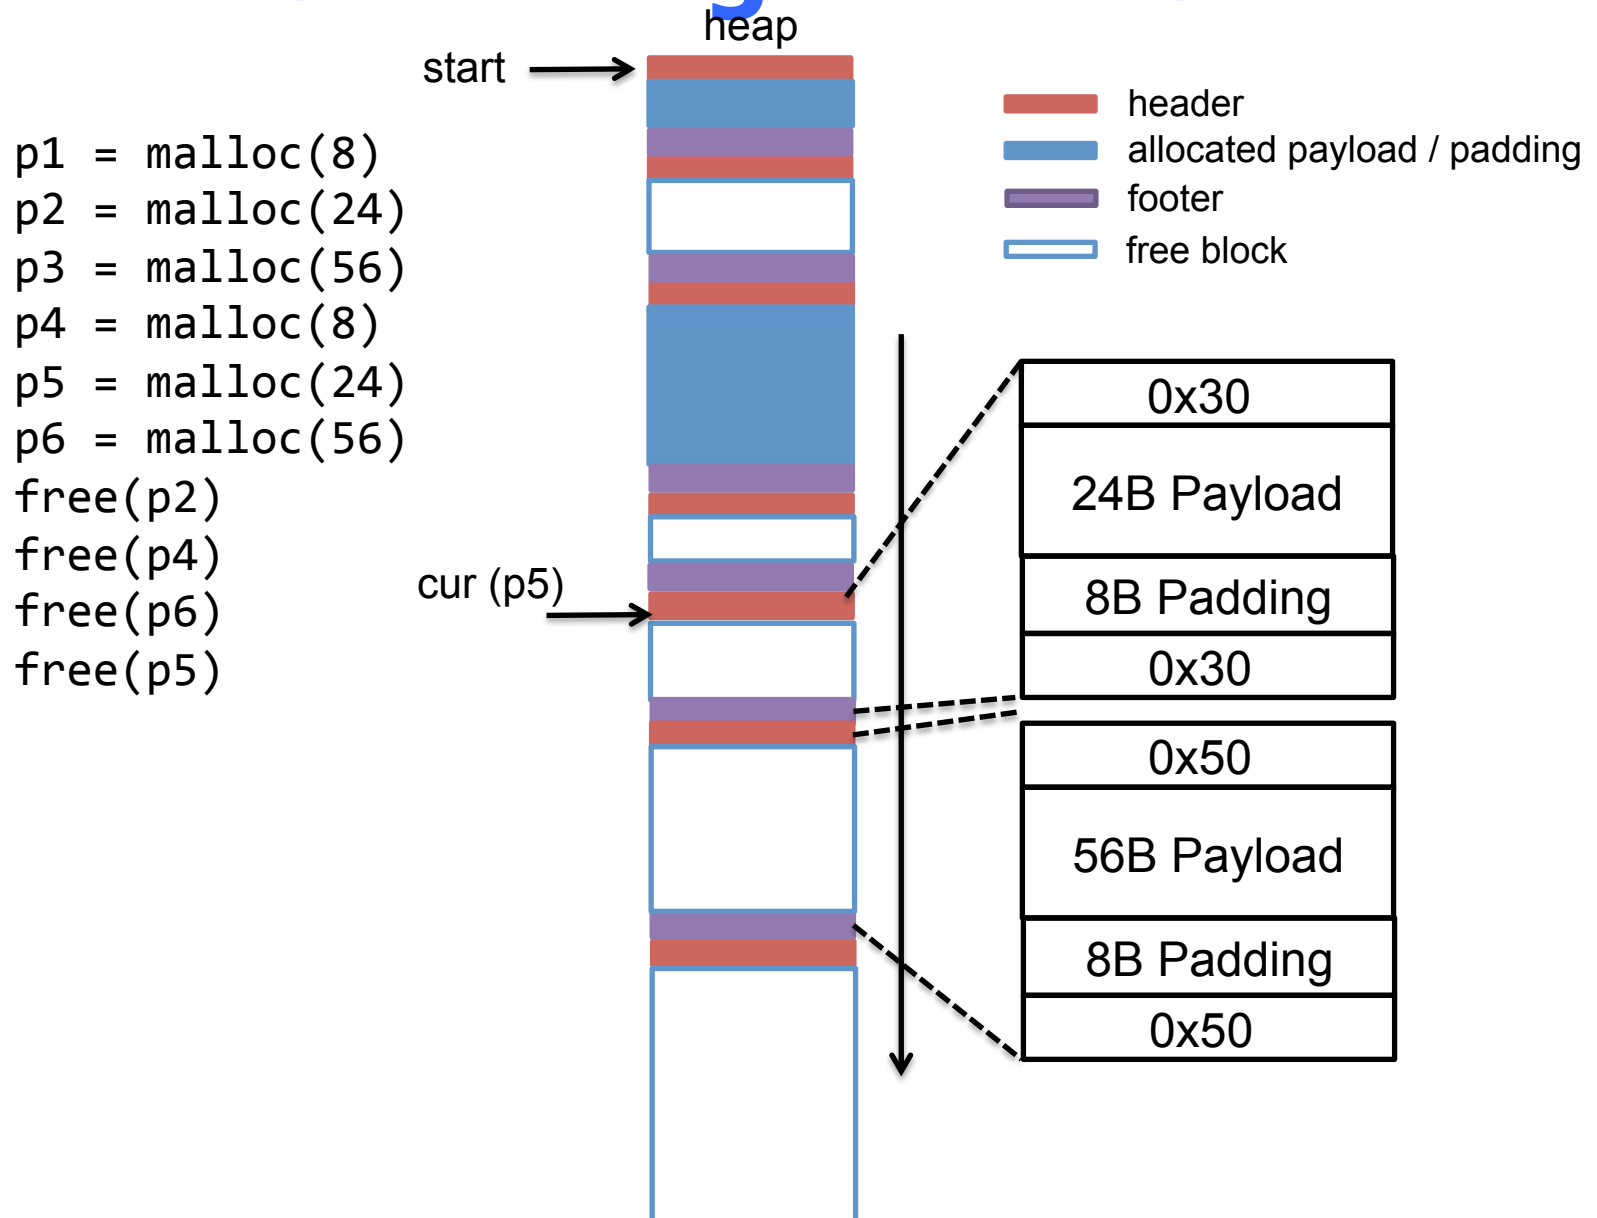 heap
start
header
allocated payload / padding
footer
free block
p1 = malloc(8)
p2 = malloc(24)
p3 = malloc(56)
p4 = malloc(8)
p5 = malloc(24)
p6 = malloc(56)
free(p2)
free(p4)
free(p6)
free(p5)
cur (p5)
0x30
24B Payload
8B Padding
0x30
0x50
56B Payload
8B Padding
0x50